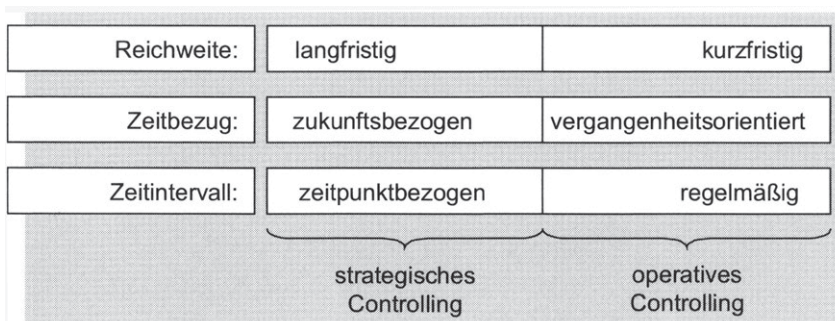 Reichweite: langfristig kurzfristig
Zeitbezug: zukunftsbezogen vergangenheitsorientiert
Zeitintervall: zeitpunktbezogen regelmäßig
strategisches operatives
Controlling Controlling